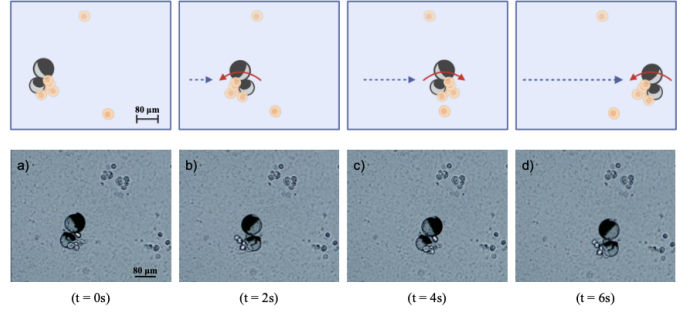 80 μm
a)
b)
c)
d)
80 μm
(t = 0s)
(t = 2s)
(t = 4s)
(t = 6s)